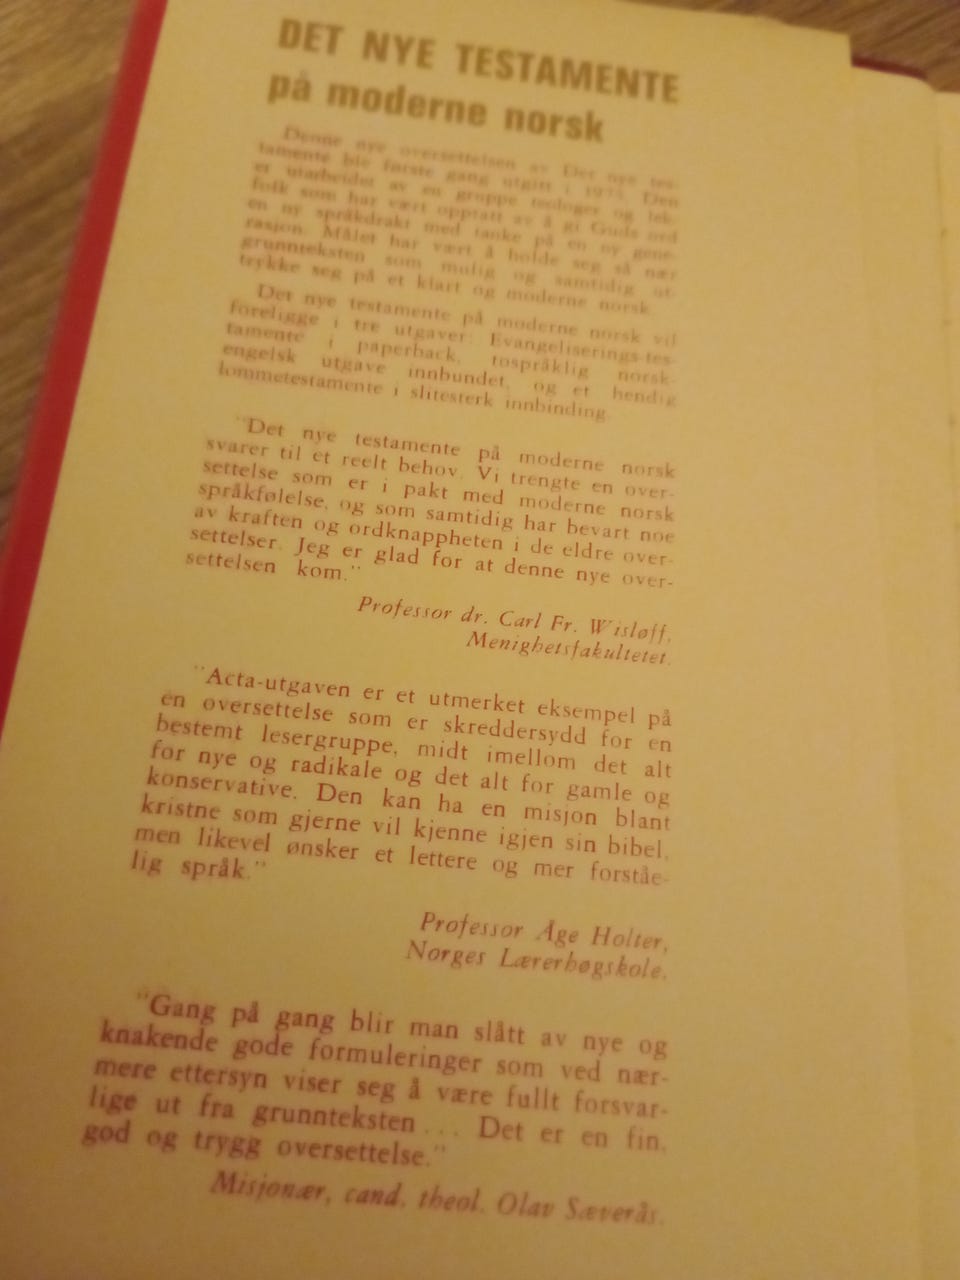 DET NYE TESTAMENTE
på moderne norsk
Denne nye oversettelsen av Det nye tes-
tamente ble første gang utgitt i Den
er utarbeidet av en gruppe teologer og lek-
folk som har vært opptatt av å gi Guds ord
en ny språkdrakt med tanke på en ny gene-
rasjon. Målet har vært å holde seg så nær
grunnteksten som mulig og samtidig ut-
trykke seg på et klart og moderne norsk.
Det nye testamente på moderne norsk vil
foreligge i tre utgaver: Evangeliserings-tes-
tamente i paperback, tospråklig norsk-
engelsk utgave innbundet, og et hendig
lommetestamente i slitesterk innbinding.
"Det nye testamente på moderne norsk
svarer til et reelt behov. Vi trengte en over-
settelse som er i pakt med moderne norsk
språkfølelse, og som samtidig har bevart noe
av kraften og ordknappheten i de eldre over-
settelser. Jeg er glad for at denne nye over-
settelsen kom."
Professor dr. Carl Fr. Wisløff,
Menighetsfakultetet.
"Acta-utgaven er et utmerket eksempel på
en oversettelse som er skreddersydd for en
bestemt lesergruppe, midt imellom det alt
for nye og radikale og det alt for gamle og
konservative. Den kan ha en misjon blant
kristne som gjerne vil kjenne igjen sin bibel,
men likevel ønsker et lettere og mer forståe-
lig språk."
Professor Åge Holter,
Norges Lærerhøgskole.
"Gang på gang blir man slått av nye og
knakende gode formuleringer som ved nær-
mere ettersyn viser seg å være fullt forsvar-
lige ut fra grunnteksten ... Det er en fin,
god og trygg oversettelse."
Misjonær, cand. theol. Olav Sæverås.